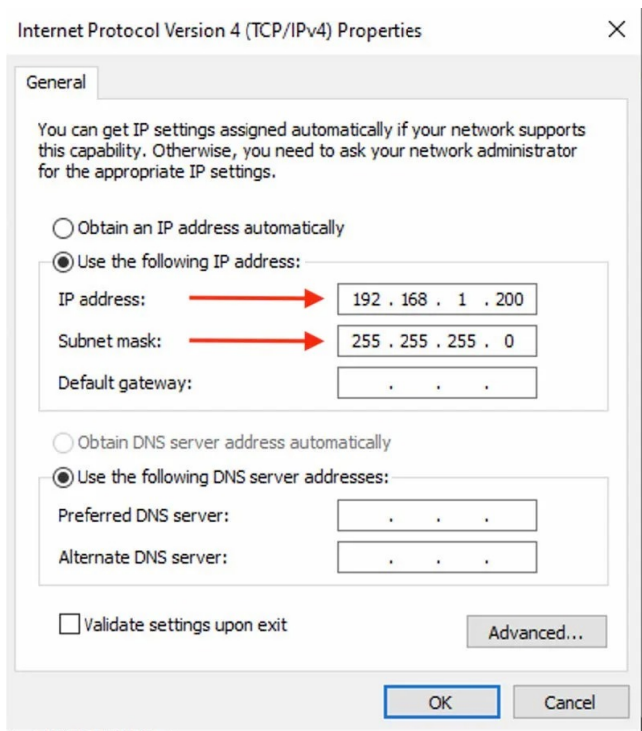 Internet Protocol Version 4 (TCP/IPv4) Properties
General
You can get IP settings assigned automatically if your network supports
this capability. Otherwise, you need to ask your network administrator
for the appropriate IP settings.
Obtain an IP address automatically
Use the following IP address:
IP address: 192 . 168 . 1 . 200
Subnet mask: 255 . 255 . 255 . 0
Default gateway: . . .
Obtain DNS server address automatically
Use the following DNS server addresses:
Preferred DNS server: . . .
Alternate DNS server: . . .
Validate settings upon exit
Advanced...
OK Cancel